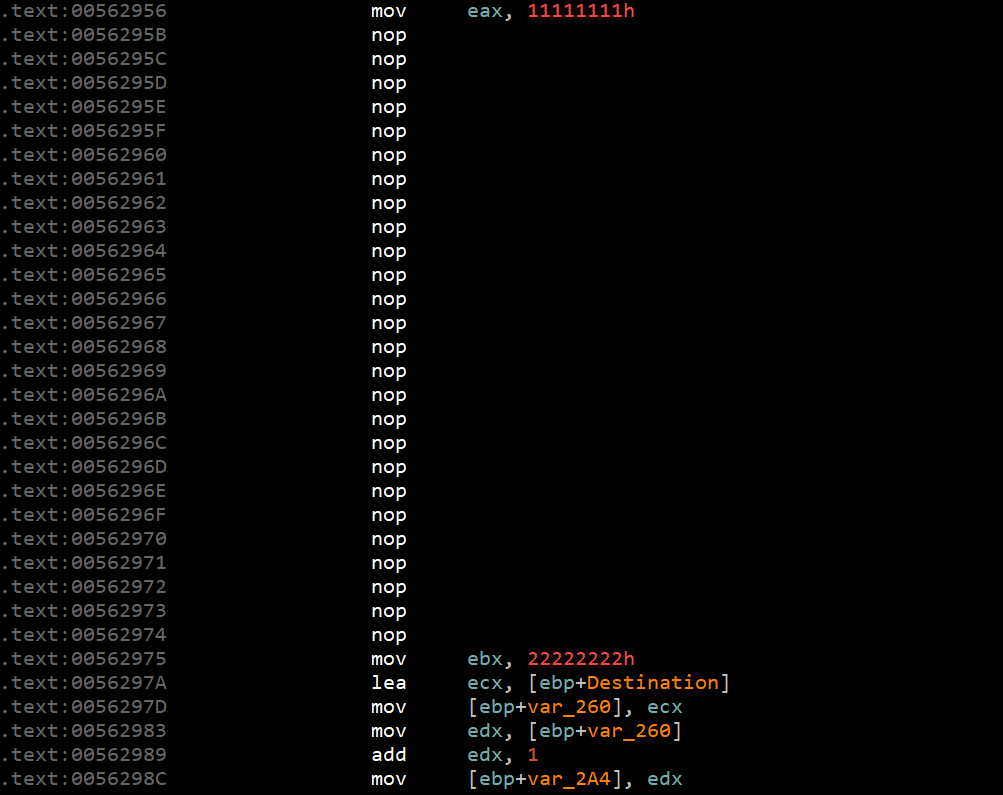 .text:00562956 mov eax, 11111111h
.text:0056295B nop
.text:0056295C nop
.text:0056295D nop
.text:0056295E nop
.text:0056295F nop
.text:00562960 nop
.text:00562961 nop
.text:00562962 nop
.text:00562963 nop
.text:00562964 nop
.text:00562965 nop
.text:00562966 nop
.text:00562967 nop
.text:00562968 nop
.text:00562969 nop
.text:0056296A nop
.text:0056296B nop
.text:0056296C nop
.text:0056296D nop
.text:0056296E nop
.text:0056296F nop
.text:00562970 nop
.text:00562971 nop
.text:00562972 nop
.text:00562973 nop
.text:00562974 nop
.text:00562975 mov ebx, 22222222h
.text:0056297A lea ecx, [ebp+Destination]
.text:0056297D mov [ebp+var_260], ecx
.text:00562983 mov edx, [ebp+var_260]
.text:00562989 add edx, 1
.text:0056298C mov [ebp+var_2A4], edx